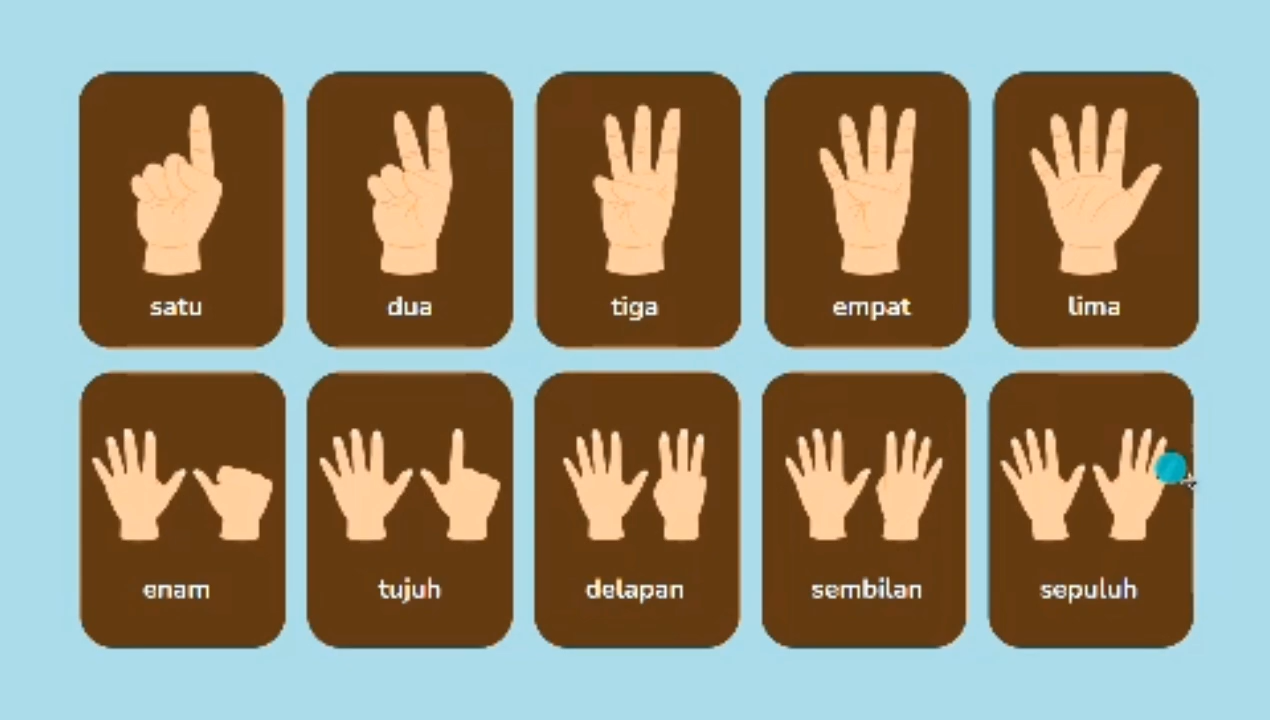 satu
dua
tiga
empat
lima
enam
tujuh
delapan
sembilan
sepuluh